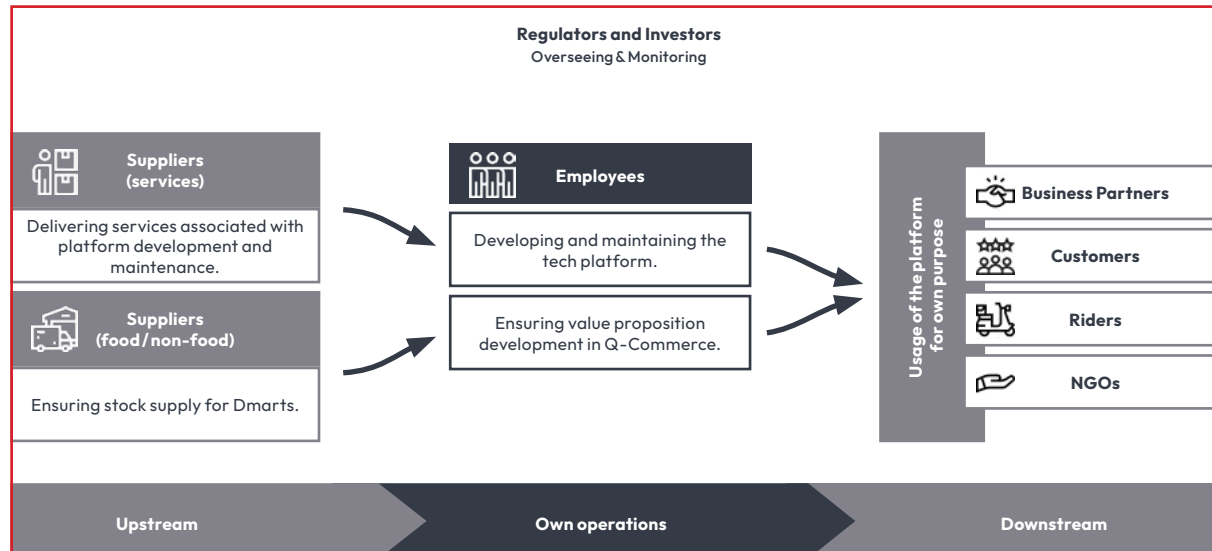 Regulators and Investors
Overseeing & Monitoring
Suppliers
(services)
Delivering services associated with
platform development and
maintenance.
Suppliers
(food/non-food)
Ensuring stock supply for Dmarts.
Employees
Developing and maintaining the
tech platform.
Ensuring value proposition
development in Q-Commerce.
Usage of the platform
for own purpose
Business Partners
Customers
Riders
NGOs
Upstream
Own operations
Downstream